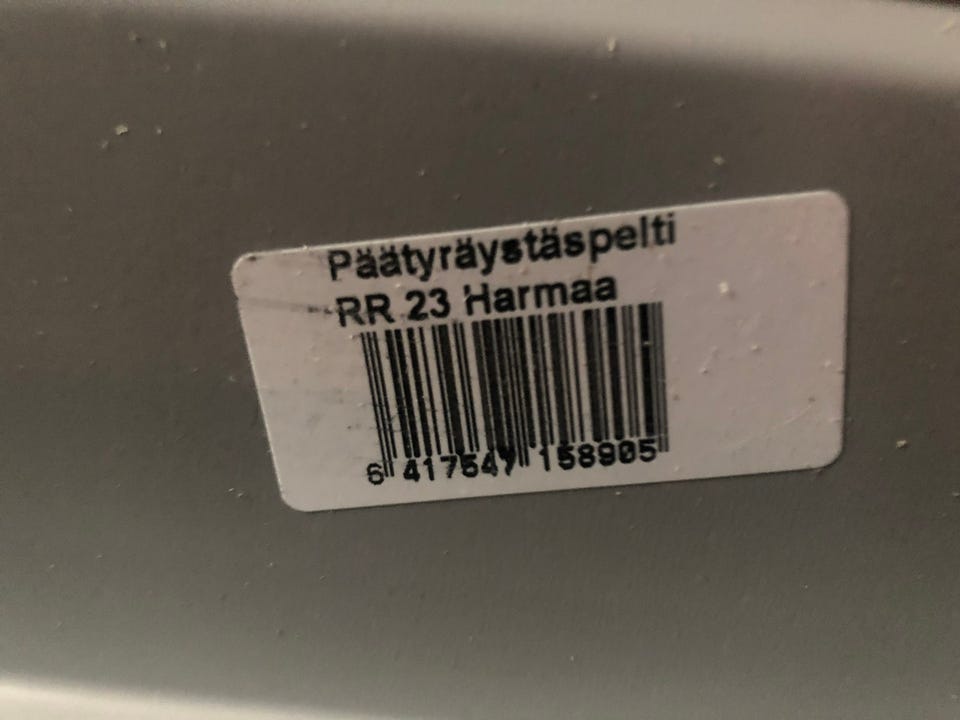 Päätyräystäspelti
RR 23 Harmaa
6 417547 158905